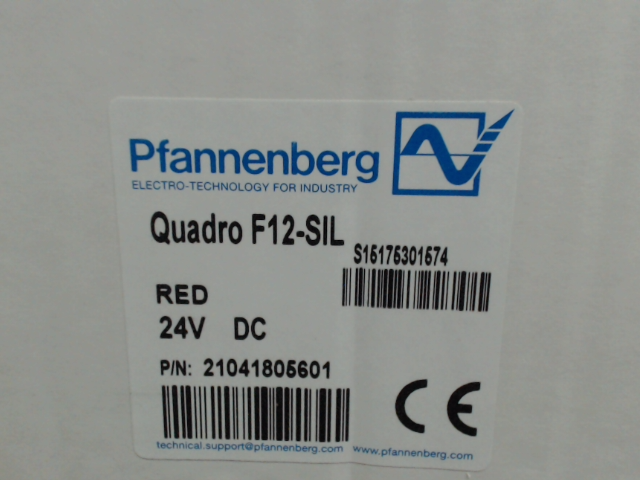 Pfannenberg
ELECTRO-TECHNOLOGY FOR INDUSTRY
Quadro F12-SIL
S15175301574
RED
24V DC
P/N: 21041805601
CE
technical.support@pfannenberg.com www.pfannenberg.com